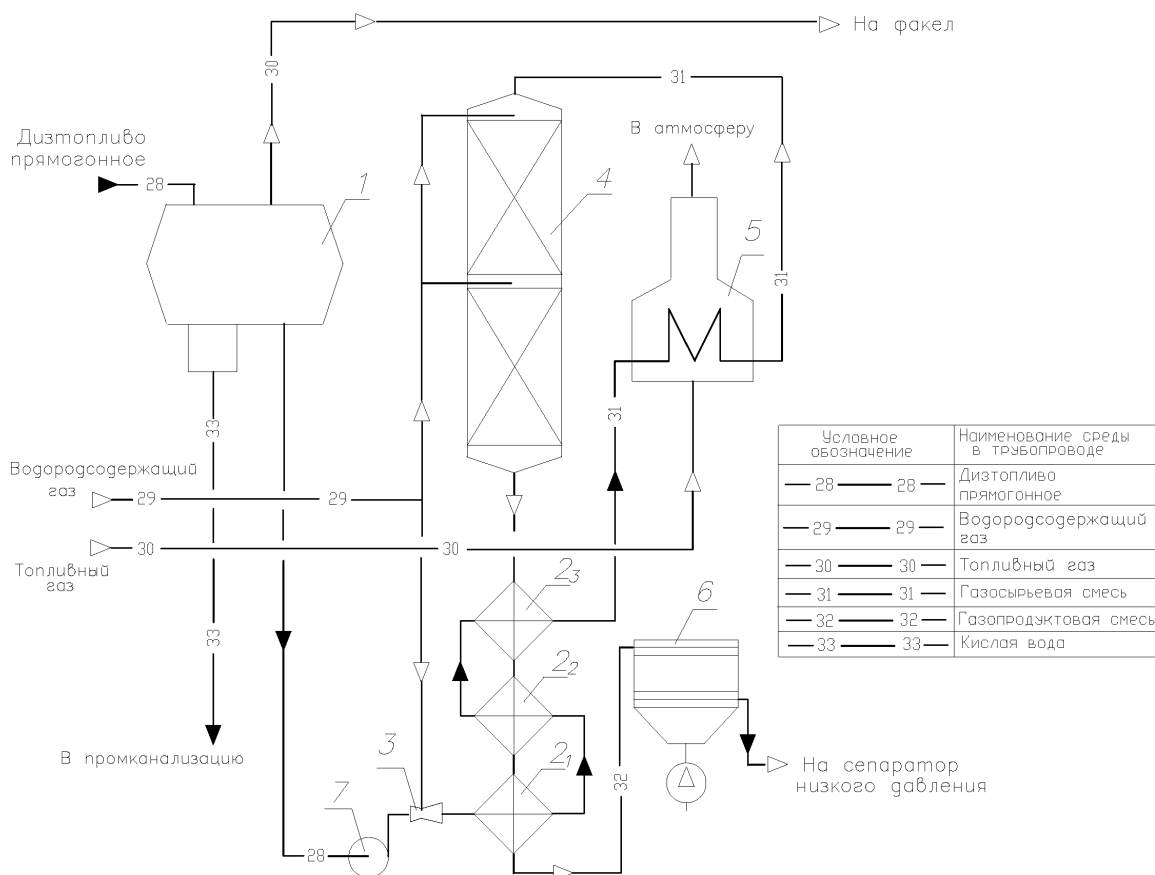 На факел
30
31
Дизтопливо
прямогонное
28
1
В атмосферу
4
5
31
31
33
Водородсодержащий
газ
29
29
30
30
Топливный
газ
33
В промканализацию
2₃
2₂
2₁
3
7
28
6
32
На сепаратор
низкого давления
Условное
обозначение
Наименование среды
в трубопроводе
28 28
Дизтопливо
прямогонное
29 29
Водородсодержащий
газ
30 30
Топливный газ
31 31
Газосырьевая смесь
32 32
Газопродуктовая смесь
33 33
Кислая вода